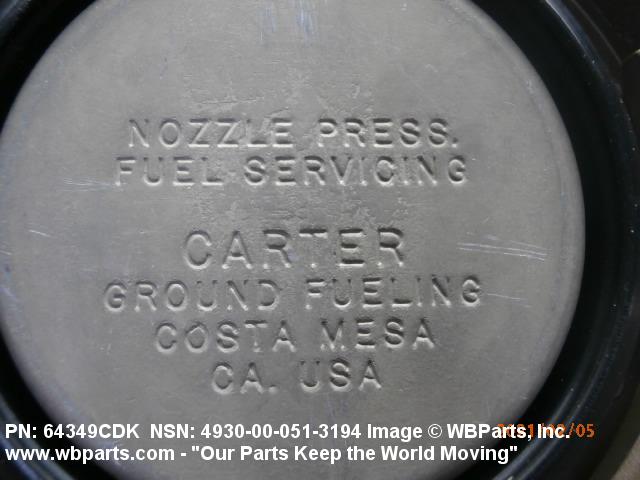 NOZZLE PRESS.
FUEL SERVICING
CARTER
GROUND FUELING
COSTA MESA
CA. USA
PN: 64349CDK NSN: 4930-00-051-3194 Image © WBParts, Inc.
www.wbparts.com - "Our Parts Keep the World Moving"